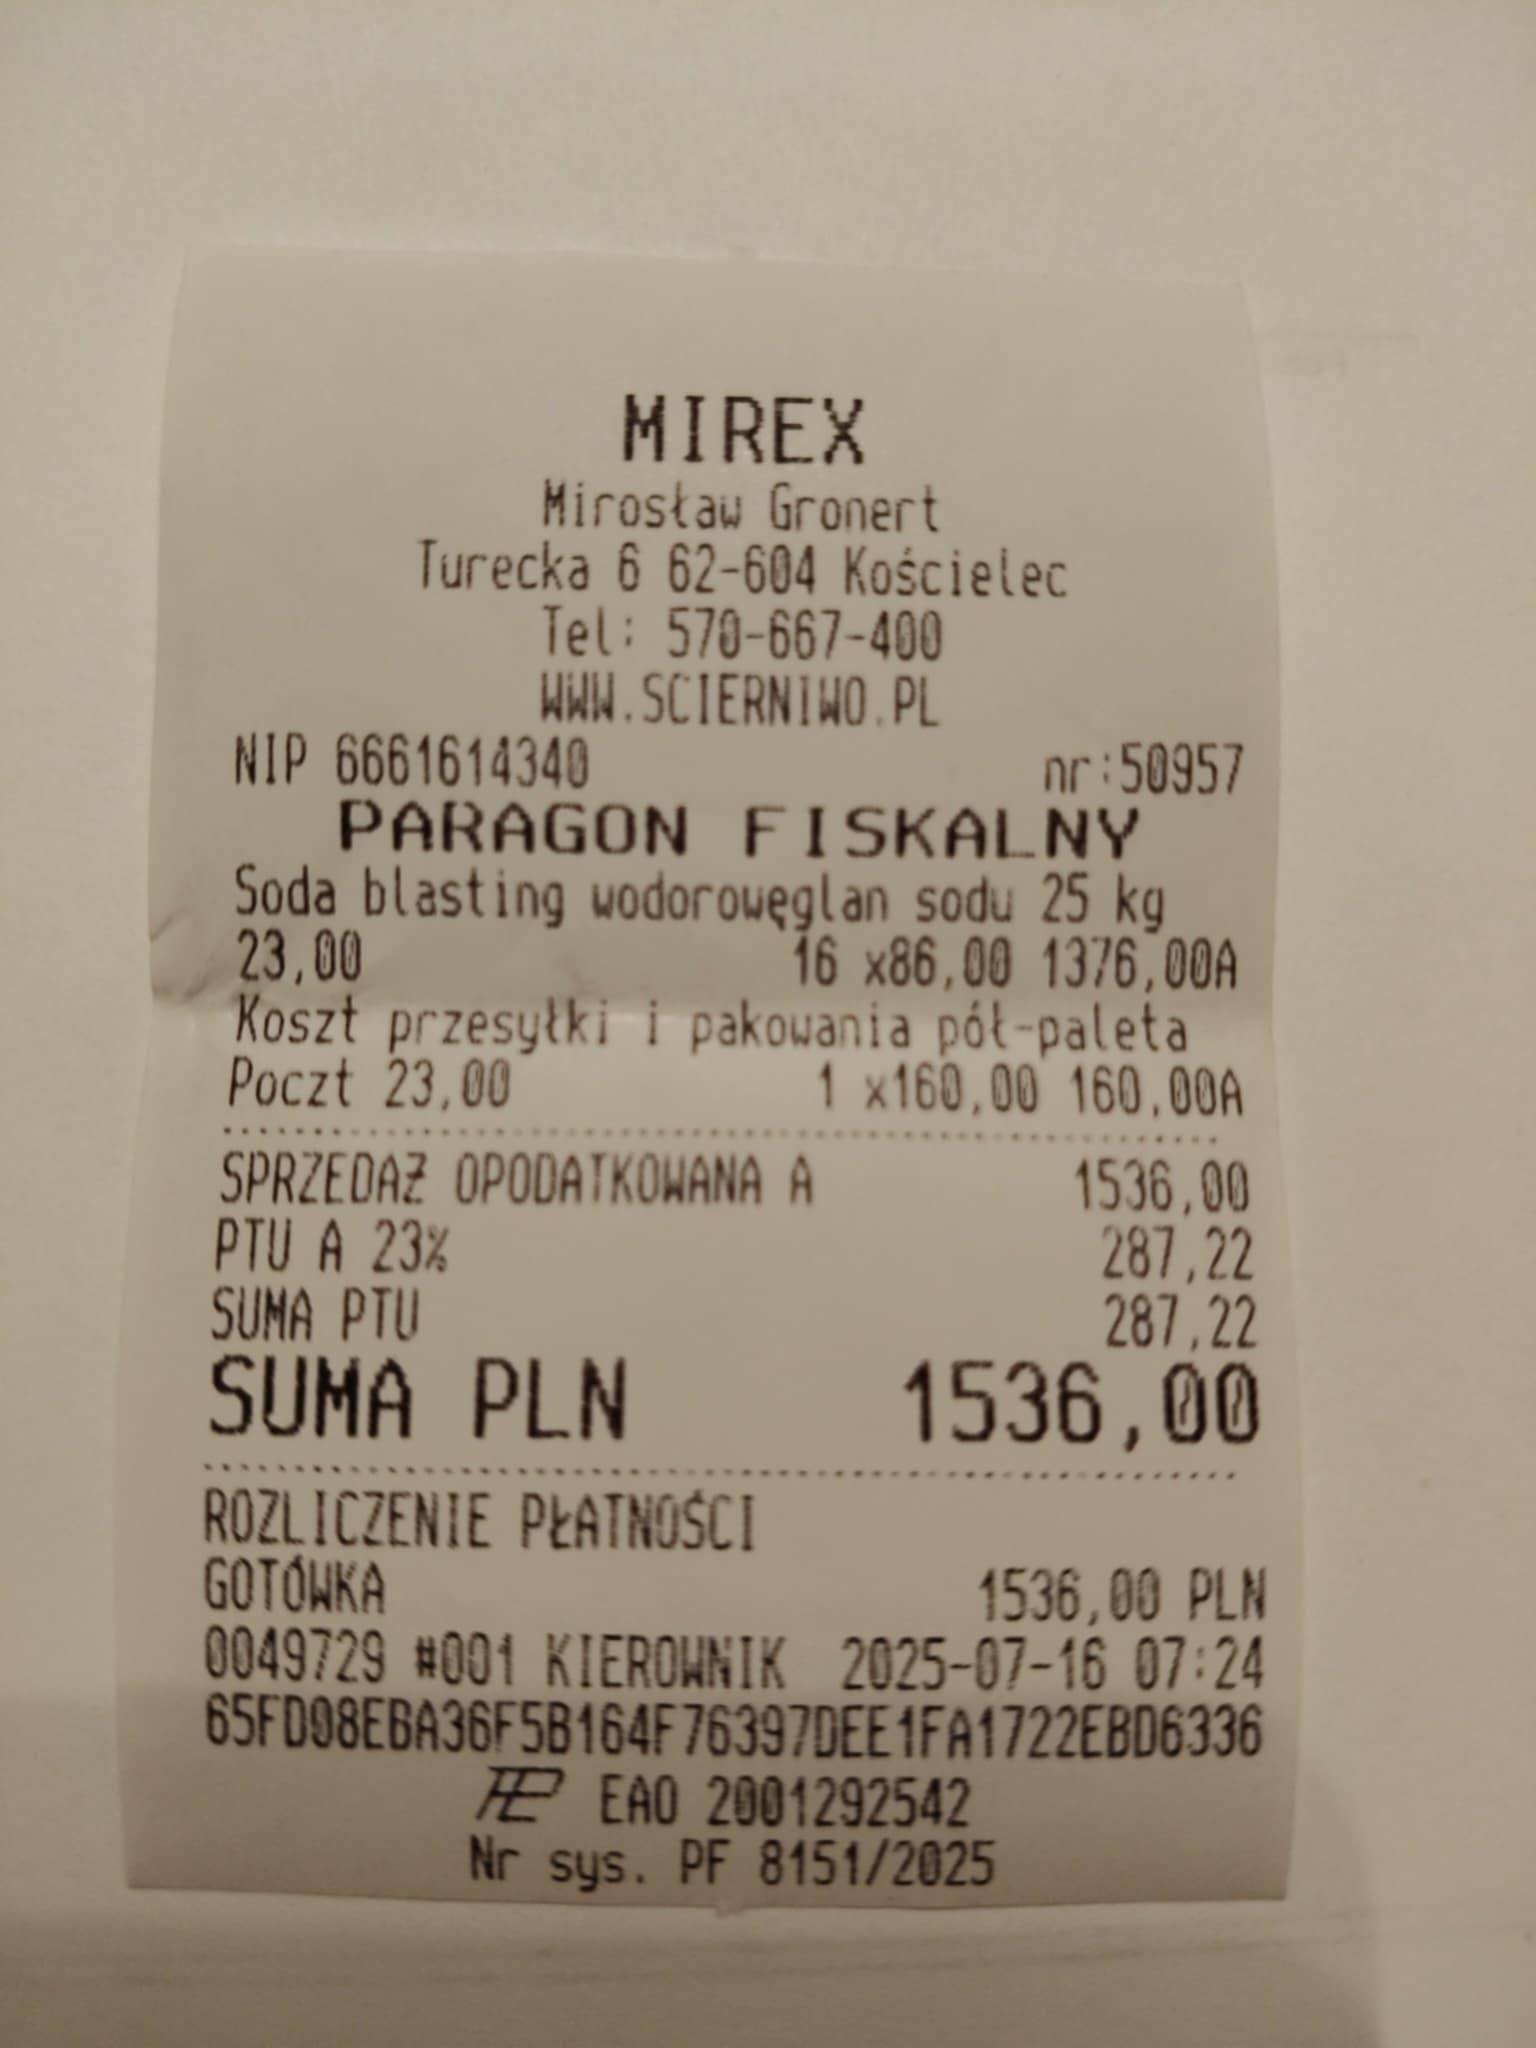 MIREX
Mirosław Gronert
Turecka 6 62-604 Kościelec
Tel: 570-667-400
WWW.SCIERNIWO.PL
NIP 6661614340 nr:50957
PARAGON FISKALNY
Soda blasting wodorowęglan sodu 25 kg
23,00 16 x86,00 1376,00A
Koszt przesyłki i pakowania pół-paleta
Poczt 23,00 1 x160,00 160,00A
SPRZEDAŻ OPODATKOWANA A 1536,00
PTU A 23% 287,22
SUMA PTU 287,22
SUMA PLN 1536,00
ROZLICZENIE PŁATNOŚCI
GOTÓWKA 1536,00 PLN
0049729 #001 KIEROWNIK 2025-07-16 07:24
65FD08EBA36F5B164F76397DEE1FA1722EBD6336
EAO 2001292542
Nr sys. PF 8151/2025